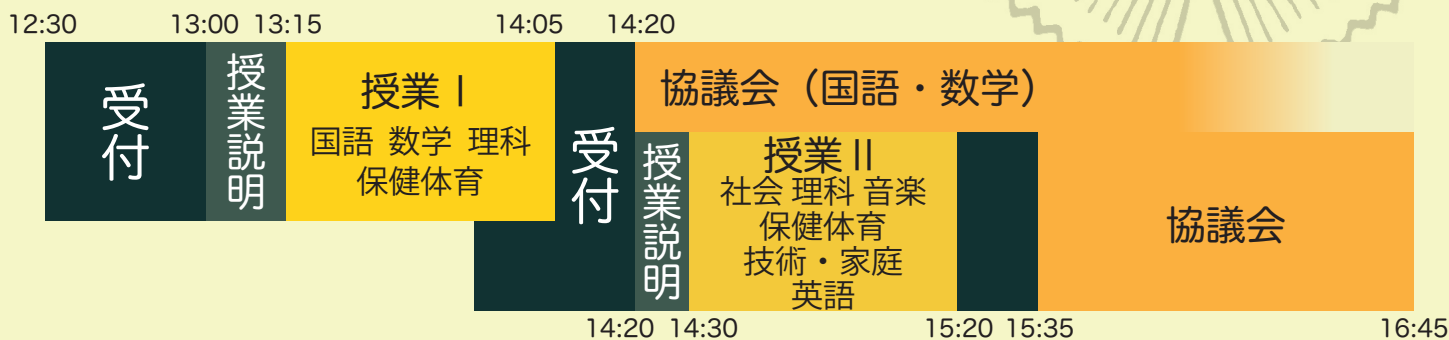 12:30 13:00 13:15 14:05 14:20
受付
授業説明
授業Ⅰ
国語 数学 理科
保健体育
受付
協議会（国語・数学）
授業説明
授業Ⅱ
社会 理科 音楽
保健体育
技術・家庭
英語
協議会
14:20 14:30 15:20 15:35 16:45